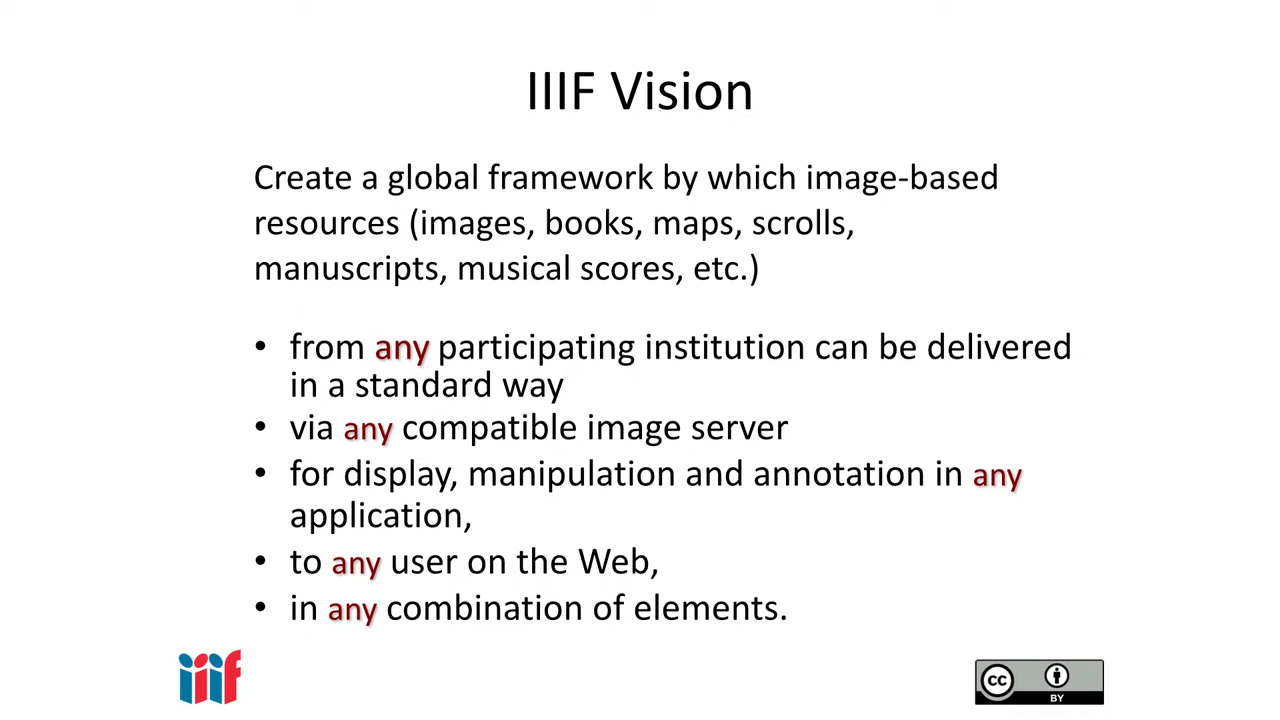 IIIF Vision
Create a global framework by which image-based
resources (images, books, maps, scrolls,
manuscripts, musical scores, etc.)
• from any participating institution can be delivered
in a standard way
• via any compatible image server
• for display, manipulation and annotation in any
application,
• to any user on the Web,
• in any combination of elements.
iiif
cc
BY